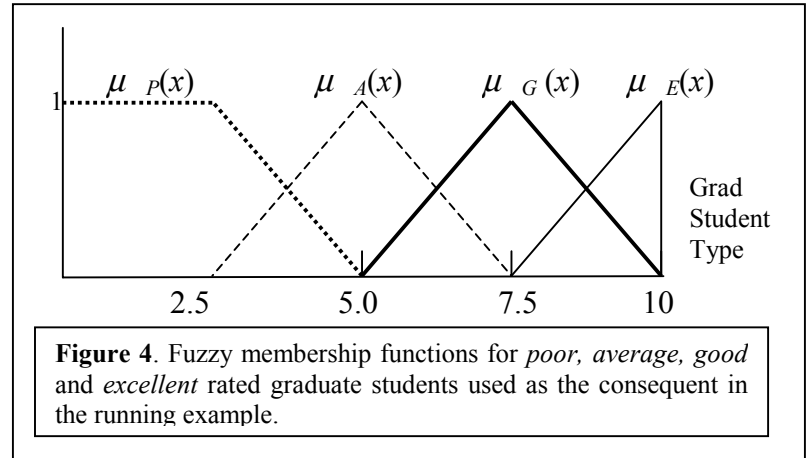 μ P(x) μ A(x) μ G (x) μ E(x)
1
Grad
Student
Type
2.5 5.0 7.5 10
Figure 4. Fuzzy membership functions for poor, average, good
and excellent rated graduate students used as the consequent in
the running example.